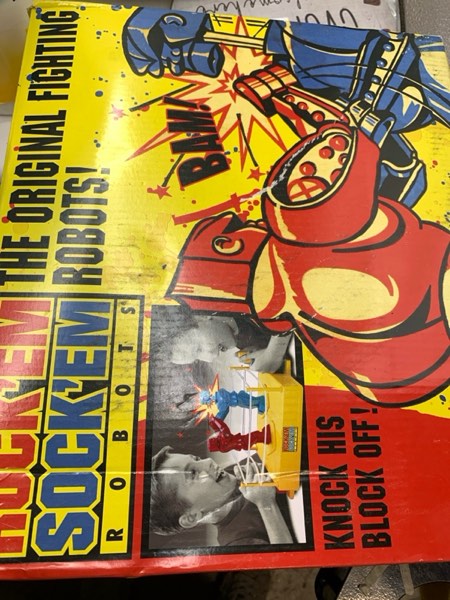 ROCK'EM
SOCK'EM
ROBOTS
THE ORIGINAL FIGHTING
ROBOTS!
BAM!
KNOCK HIS
BLOCK OFF!